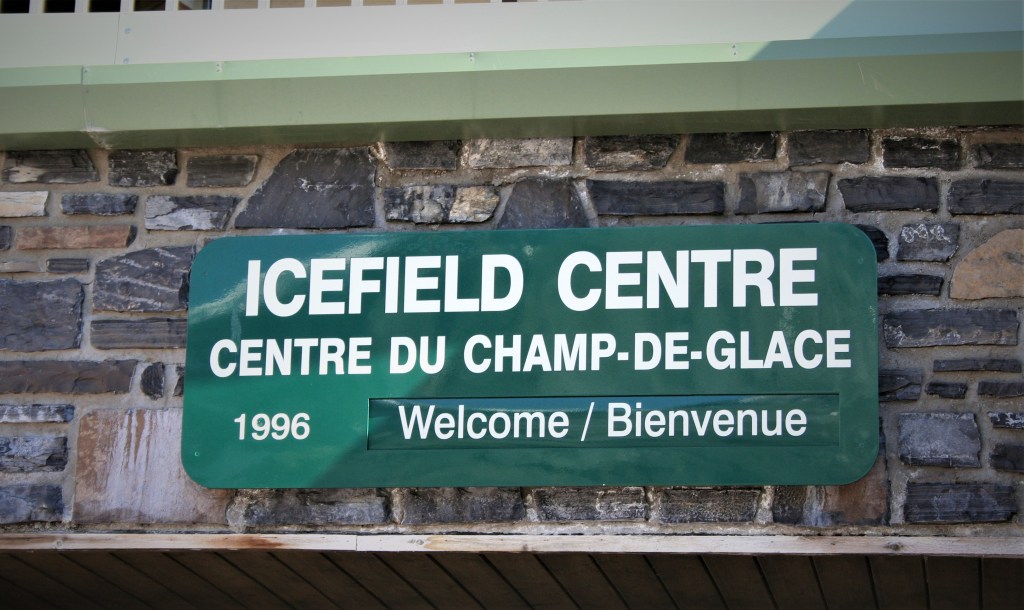 ICEFIELD CENTRE
CENTRE DU CHAMP-DE-GLACE
1996 Welcome / Bienvenue